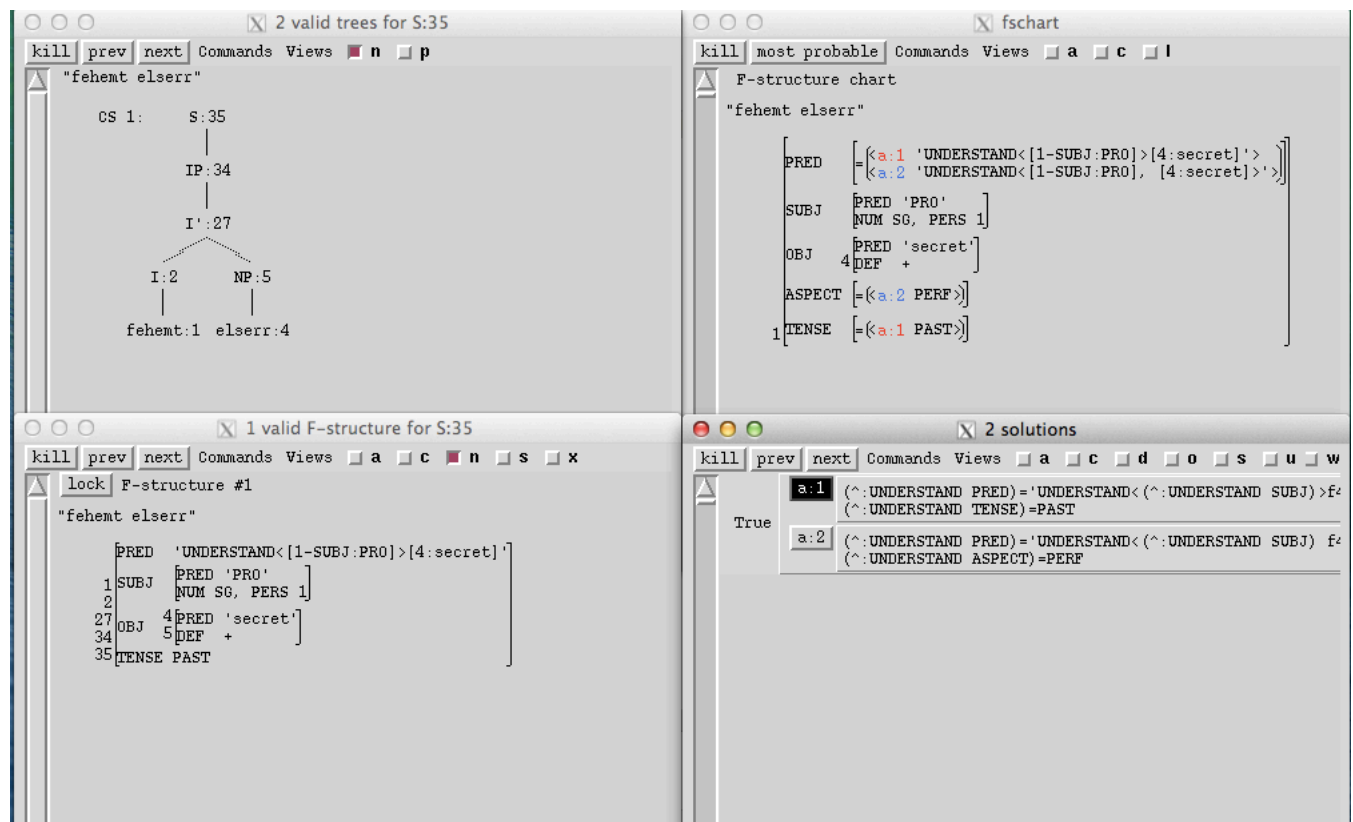 2 valid trees for S:35
kill prev next Commands Views n p
"fehemt elserr"
CS 1: S:35
IP:34
I':27
I:2 NP:5
fehemt:1 elserr:4
fschart
kill most probable Commands Views a c l
F-structure chart
"fehemt elserr"
PRED =<a:1 'UNDERSTAND<[1-SUBJ:PRO]>[4:secret]'>
<a:2 'UNDERSTAND<[1-SUBJ:PRO], [4:secret]>'>
SUBJ PRED 'PRO'
NUM SG, PERS 1
OBJ PRED 'secret'
4 DEF +
ASPECT =<a:2 PERF>
1 TENSE =<a:1 PAST>
1 valid F-structure for S:35
kill prev next Commands Views a c n s x
lock F-structure #1
"fehemt elserr"
PRED 'UNDERSTAND<[1-SUBJ:PRO]>[4:secret]'
1 SUBJ PRED 'PRO'
2 NUM SG, PERS 1
27 OBJ 4 PRED 'secret'
34 5 DEF +
35 TENSE PAST
2 solutions
kill prev next Commands Views a c d o s u w
True
a:1 (^:UNDERSTAND PRED)='UNDERSTAND<(^:UNDERSTAND SUBJ)>f4
(^:UNDERSTAND TENSE)=PAST
a:2 (^:UNDERSTAND PRED)='UNDERSTAND<(^:UNDERSTAND SUBJ) f4
(^:UNDERSTAND ASPECT)=PERF